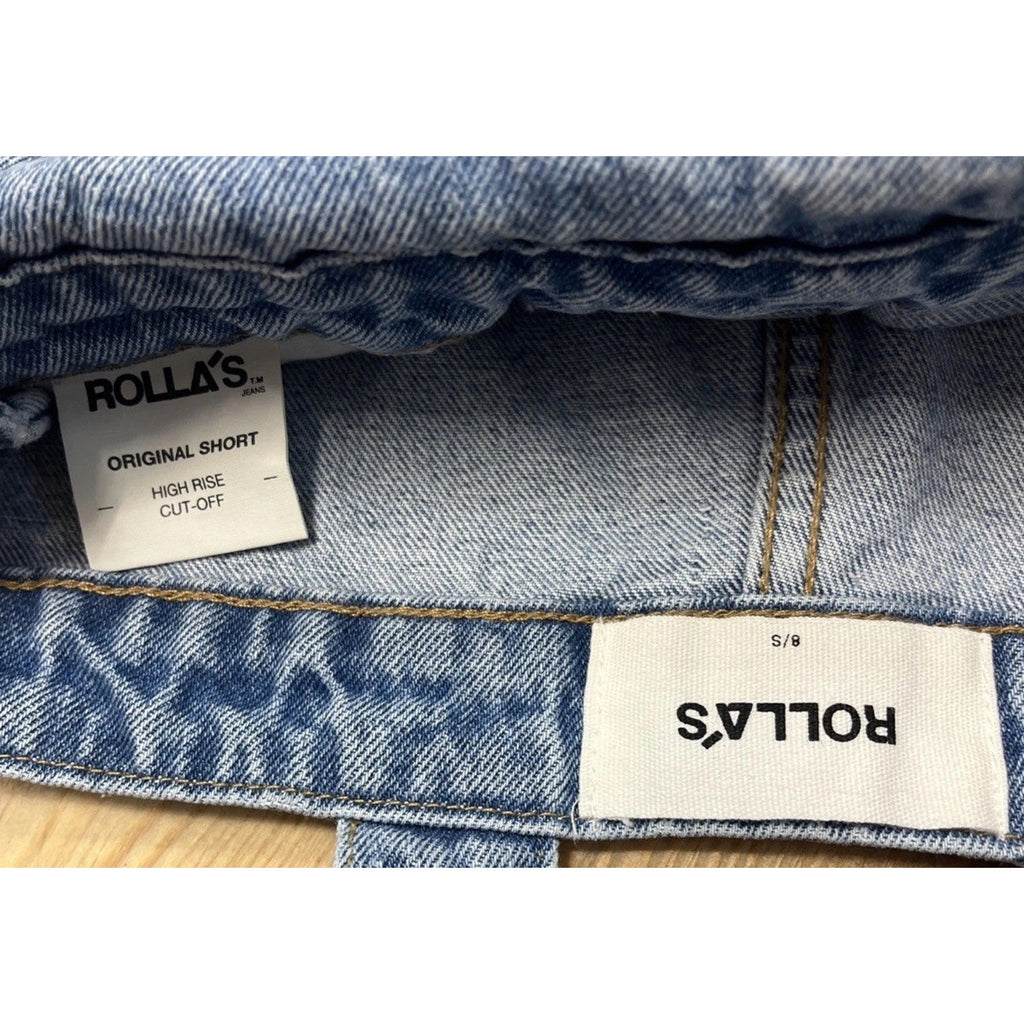 ROLLA'S T.M
JEANS
ORIGINAL SHORT
HIGH RISE
CUT-OFF
ROLLA'S
8/S